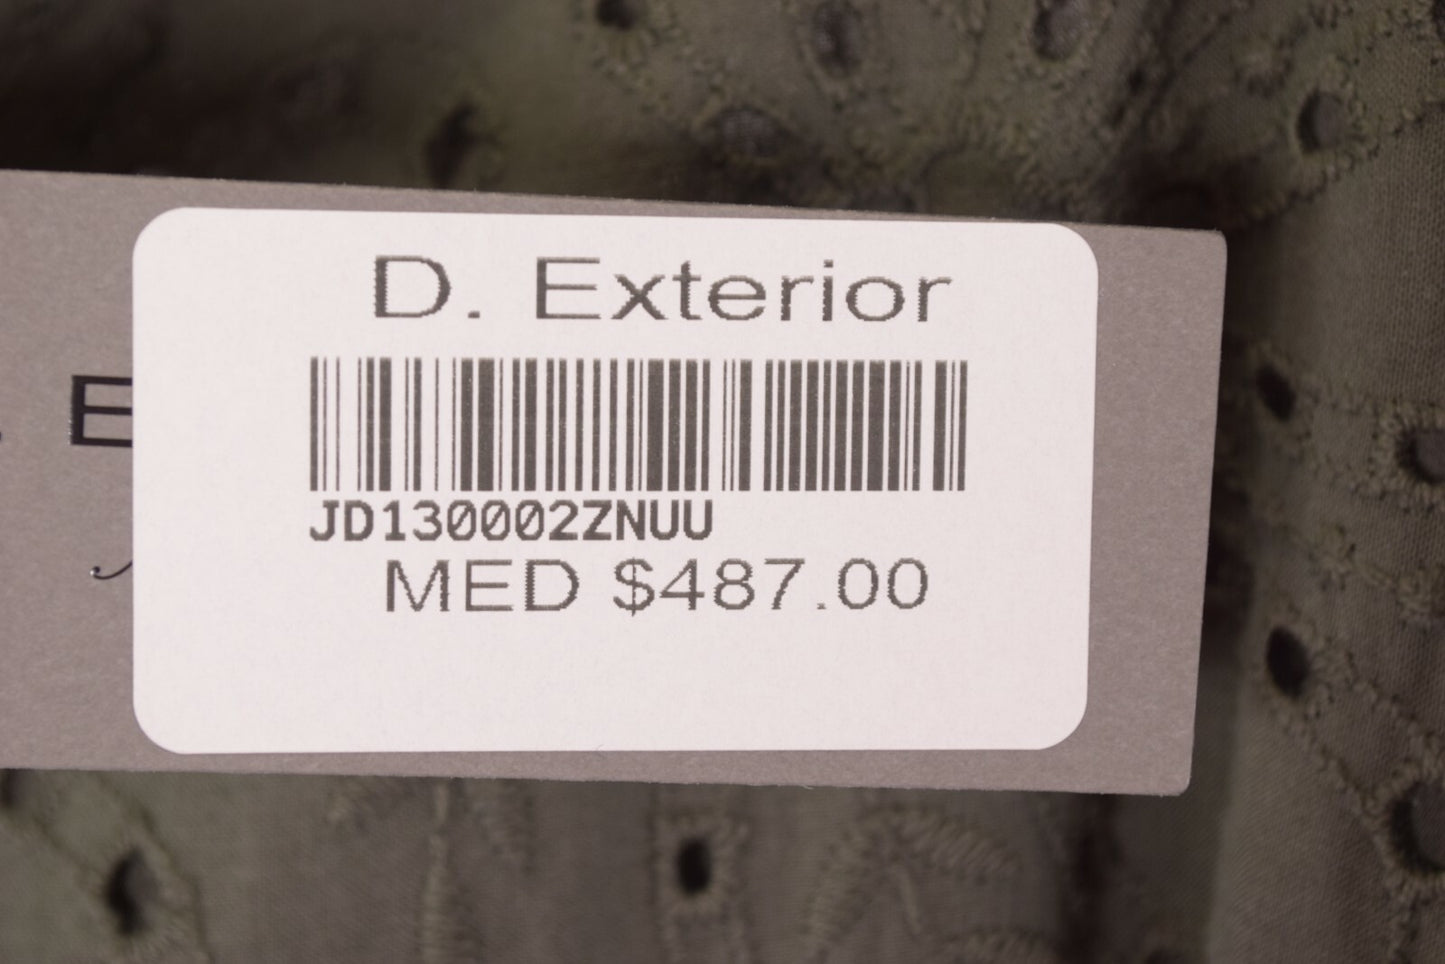 D. Exterior
E
JD130002ZNUU
MED $487.00